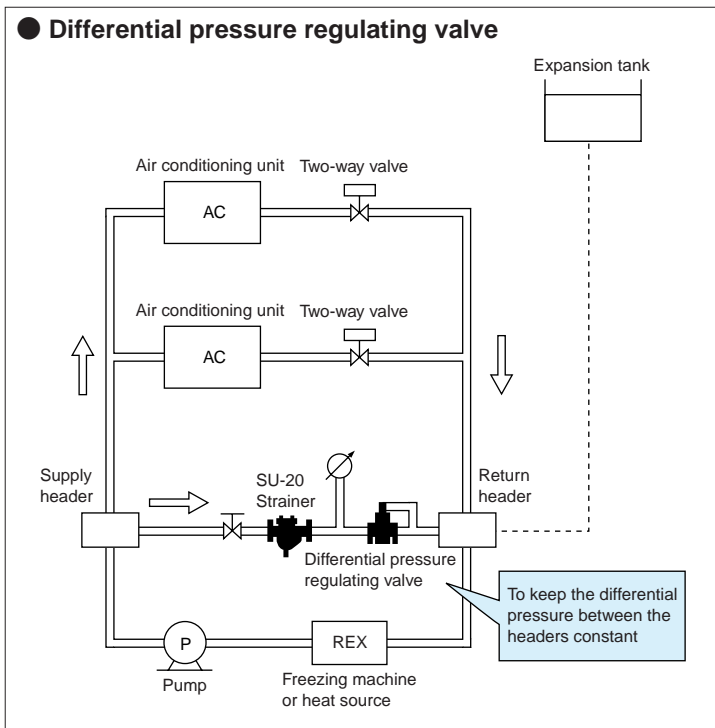 ● Differential pressure regulating valve
Expansion tank
Air conditioning unit
Two-way valve
AC
Air conditioning unit
Two-way valve
AC
Supply
header
SU-20
Strainer
Return
header
Differential pressure
regulating valve
To keep the differential
pressure between the
headers constant
P
Pump
REX
Freezing machine
or heat source